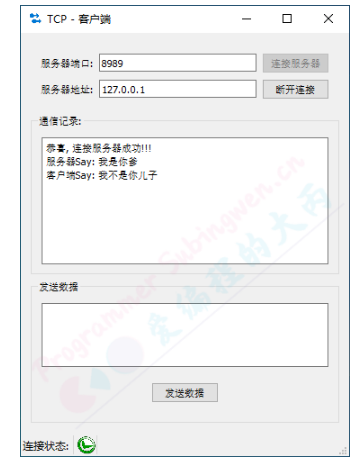 TCP - 客户端
服务器端口: 8989 连接服务器
服务器地址: 127.0.0.1 断开连接
通信记录:
恭喜, 连接服务器成功!!!
服务器Say: 我是你爹
客户端Say: 我不是你儿子
发送数据
发送数据
连接状态:
Programmer Subingwen.cn
爱编程的大丙